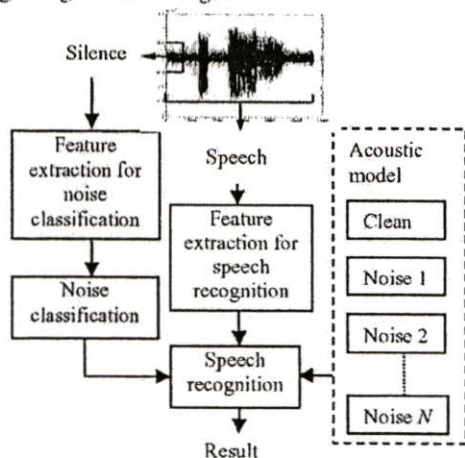 Silence
Feature
extraction for
noise
classification
Noise
classification
Speech
Feature
extraction for
speech
recognition
Speech
recognition
Result
Acoustic
model
Clean
Noise 1
Noise 2
Noise N